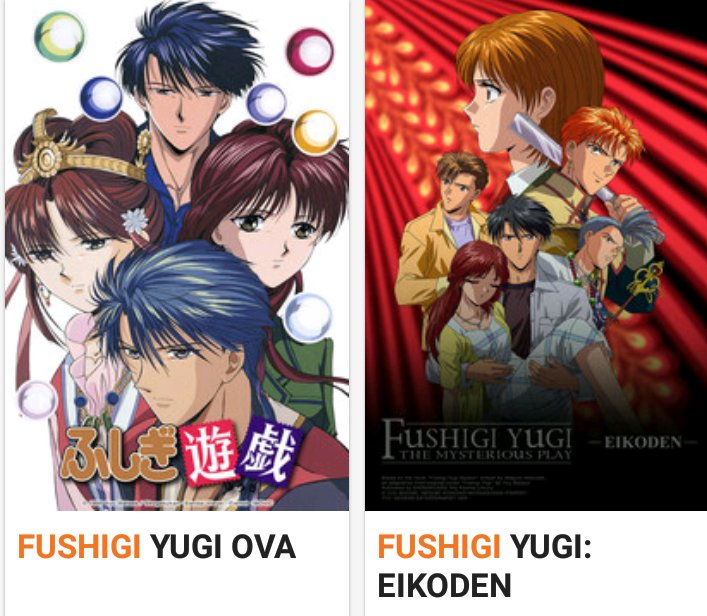 ふしぎ遊戯
FUSHIGI YUGI OVA
FUSHIGI YUGI
THE MYSTERIOUS PLAY
EIKODEN
FUSHIGI YUGI:
EIKODEN